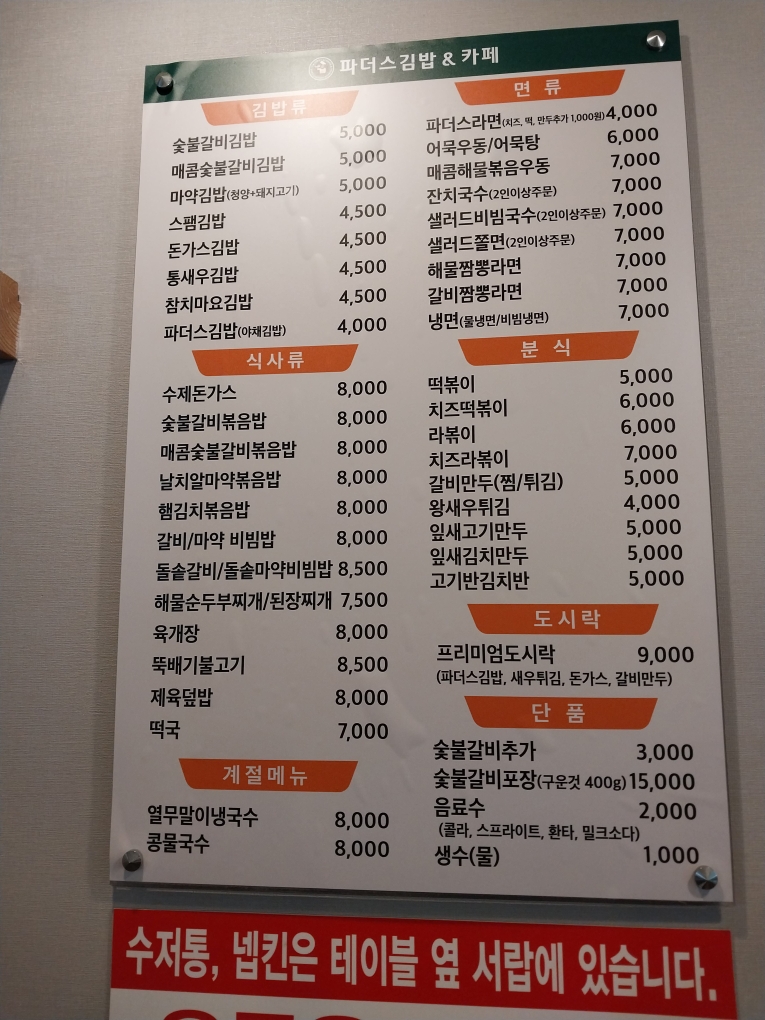 파더스김밥 & 카페
김밥류
숯불갈비김밥 5,000
매콤숯불갈비김밥 5,000
마약김밥(청양+돼지고기) 5,000
스팸김밥 4,500
돈가스김밥 4,500
통새우김밥 4,500
참치마요김밥 4,500
파더스김밥(야채김밥) 4,000
식사류
수제돈가스 8,000
숯불갈비볶음밥 8,000
매콤숯불갈비볶음밥 8,000
날치알마약볶음밥 8,000
햄김치볶음밥 8,000
갈비/마약 비빔밥 8,000
돌솥갈비/돌솥마약비빔밥 8,500
해물순두부찌개/된장찌개 7,500
육개장 8,000
뚝배기불고기 8,500
제육덮밥 8,000
떡국 7,000
계절메뉴
열무말이냉국수 8,000
콩물국수 8,000
면 류
파더스라면(치즈, 떡, 만두추가 1,000원) 4,000
어묵우동/어묵탕 6,000
매콤해물볶음우동 7,000
잔치국수(2인이상주문) 7,000
샐러드비빔국수(2인이상주문) 7,000
샐러드쫄면(2인이상주문) 7,000
해물짬뽕라면 7,000
갈비짬뽕라면 7,000
냉면(물냉면/비빔냉면) 7,000
분 식
떡볶이 5,000
치즈떡볶이 6,000
라볶이 6,000
치즈라볶이 7,000
갈비만두(찜/튀김) 5,000
왕새우튀김 4,000
잎새고기만두 5,000
잎새김치만두 5,000
고기반김치반 5,000
도시락
프리미엄도시락 9,000
(파더스김밥, 새우튀김, 돈가스, 갈비만두)
단 품
숯불갈비추가 3,000
숯불갈비포장(구운것 400g) 15,000
음료수 2,000
(콜라, 스프라이트, 환타, 밀크소다)
생수(물) 1,000
수저통, 넵킨은 테이블 옆 서랍에 있습니다.